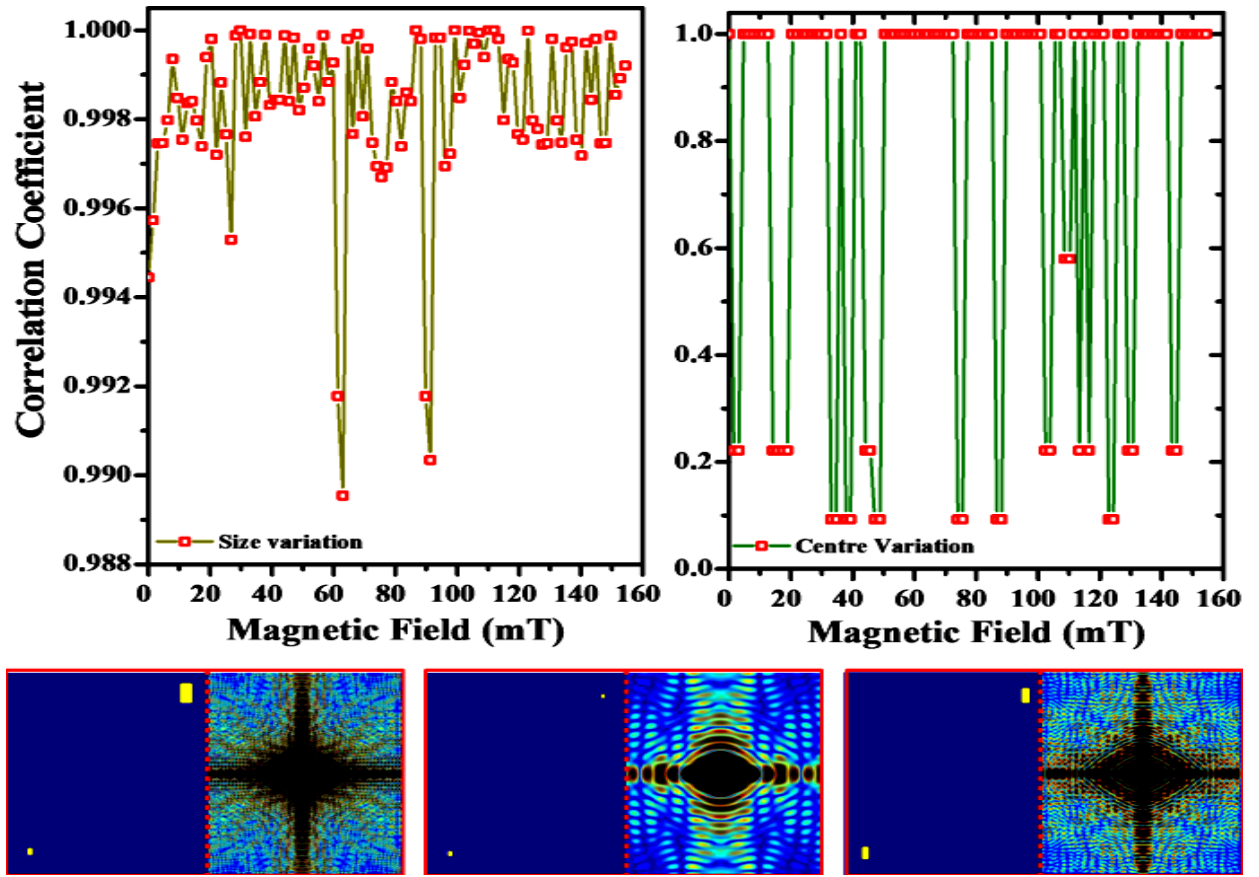 Correlation Coefficient
1.000
0.998
0.996
0.994
0.992
0.990
0.988
Size variation
0 20 40 60 80 100 120 140 160
Magnetic Field (mT)
1.0
0.8
0.6
0.4
0.2
0.0
Centre Variation
0 20 40 60 80 100 120 140 160
Magnetic Field (mT)